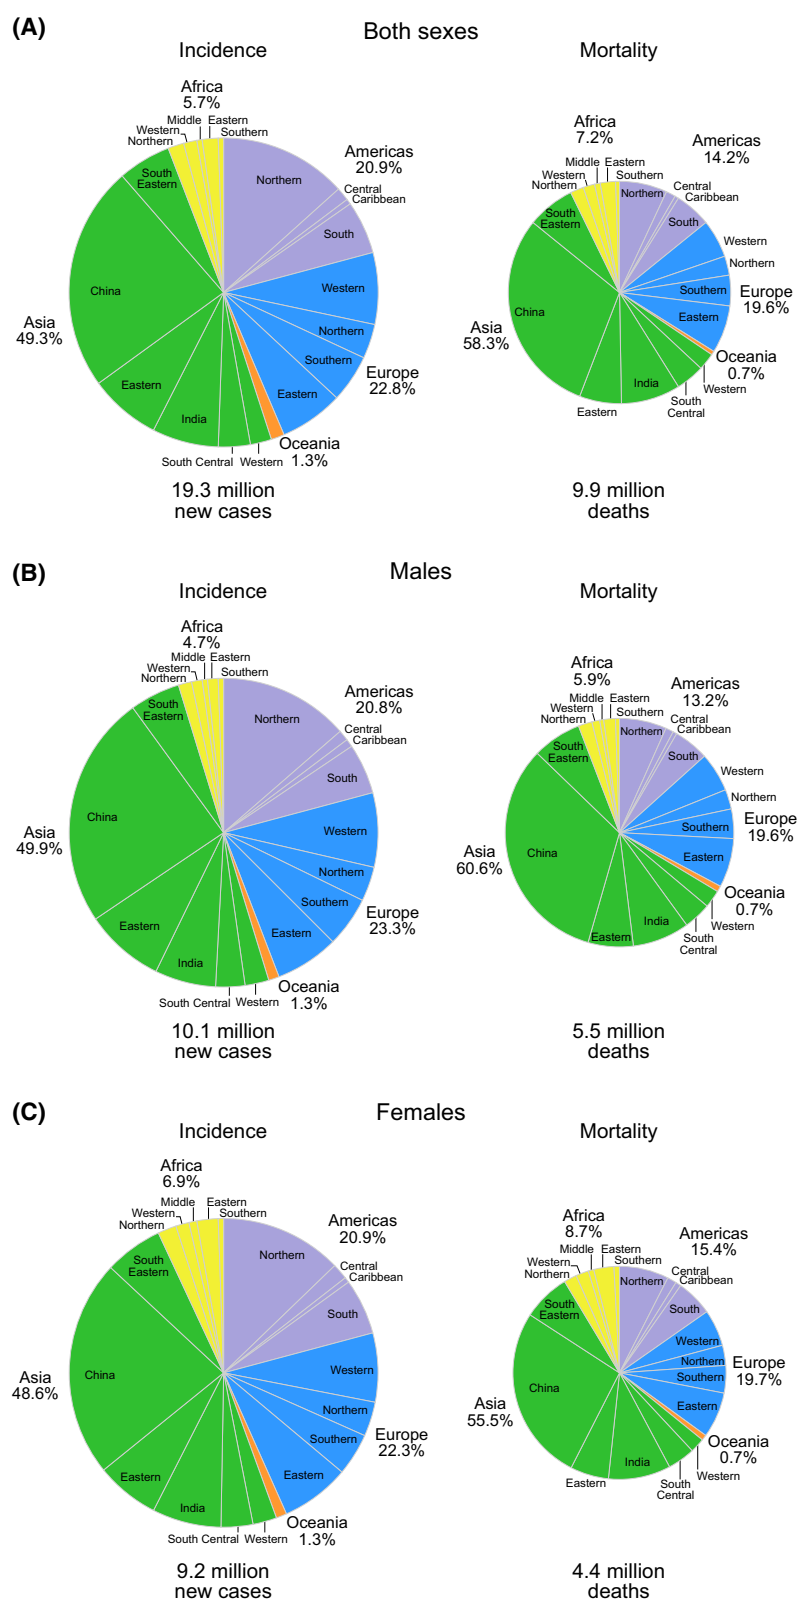 (A)
Both sexes
Incidence
Mortality
Africa
5.7%
Middle
Eastern
Western
Northern
Southern
Americas
20.9%
Northern
Central
Caribbean
South
Western
Northern
Southern
Europe
22.8%
Eastern
Oceania
1.3%
Western
South Central
India
Eastern
Asia
49.3%
China
South
Eastern
19.3 million
new cases
Africa
7.2%
Middle
Eastern
Western
Northern
Southern
Americas
14.2%
Northern
Central
Caribbean
South
Western
Northern
Southern
Europe
19.6%
Eastern
Oceania
0.7%
Western
South
Central
India
Eastern
Asia
58.3%
China
South
Eastern
9.9 million
deaths
(B)
Males
Incidence
Mortality
Africa
4.7%
Middle
Eastern
Western
Northern
Southern
Americas
20.8%
Northern
Central
Caribbean
South
Western
Northern
Southern
Europe
23.3%
Eastern
Oceania
1.3%
Western
South Central
India
Eastern
Asia
49.9%
China
South
Eastern
10.1 million
new cases
Africa
5.9%
Middle
Eastern
Western
Northern
Southern
Americas
13.2%
Northern
Central
Caribbean
South
Western
Northern
Southern
Europe
19.6%
Eastern
Oceania
0.7%
Western
South
Central
India
Eastern
Asia
60.6%
China
South
Eastern
5.5 million
deaths
(C)
Females
Incidence
Mortality
Africa
6.9%
Middle
Eastern
Western
Northern
Southern
Americas
20.9%
Northern
Central
Caribbean
South
Western
Northern
Southern
Europe
22.3%
Eastern
Oceania
1.3%
Western
South Central
India
Eastern
Asia
48.6%
China
South
Eastern
9.2 million
new cases
Africa
8.7%
Middle
Eastern
Western
Northern
Southern
Americas
15.4%
Northern
Central
Caribbean
South
Western
Northern
Southern
Europe
19.7%
Eastern
Oceania
0.7%
Western
South
Central
India
Eastern
Asia
55.5%
China
South
Eastern
4.4 million
deaths